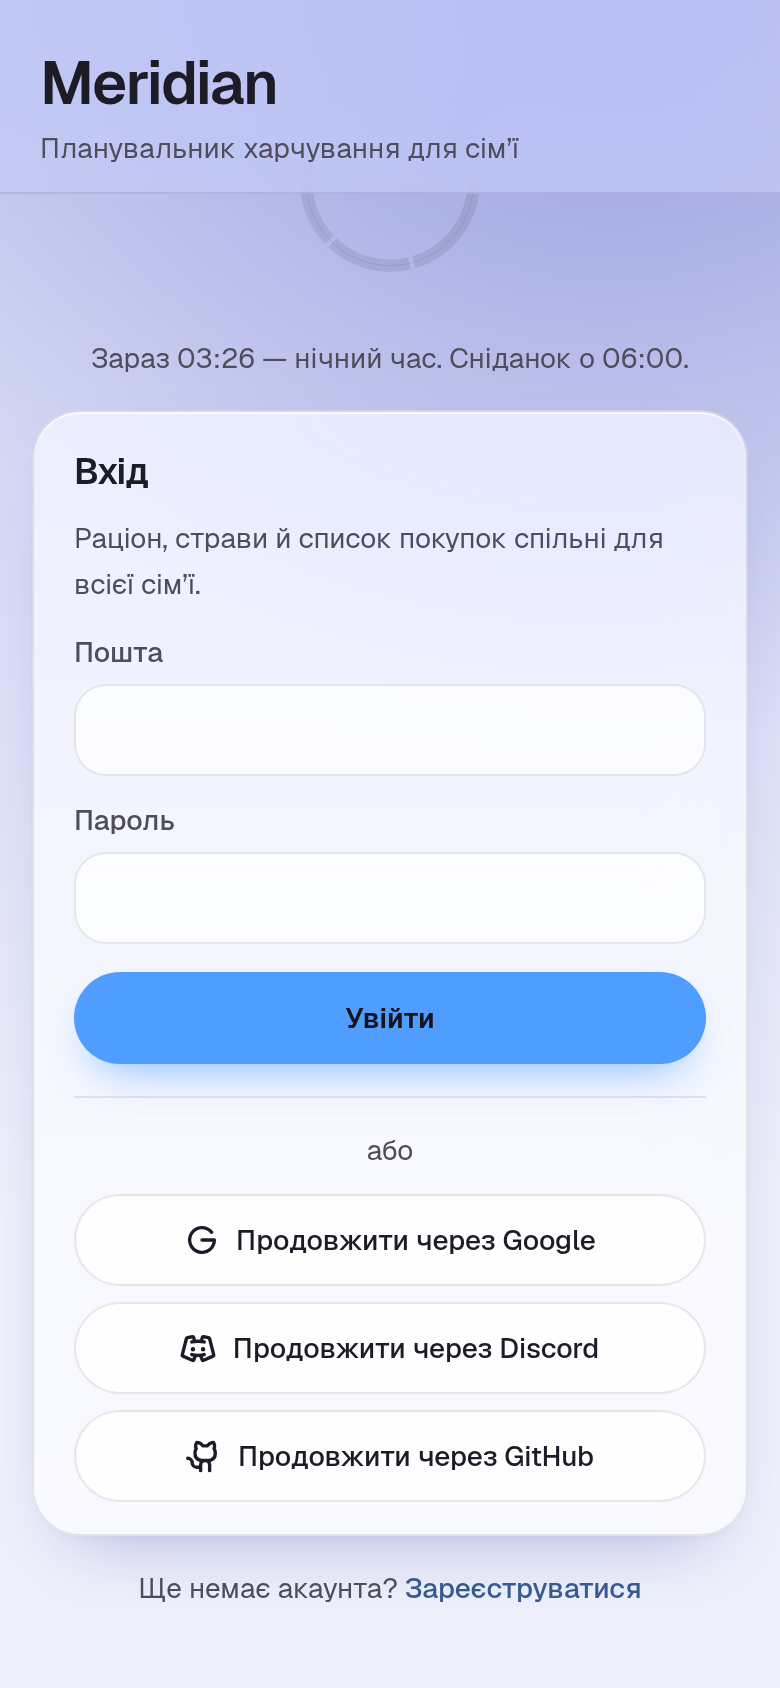 Meridian
Планувальник харчування для сім’ї
Зараз 03:26 — нічний час. Сніданок о 06:00.
Вхід
Раціон, страви й список покупок спільні для
всієї сім’ї.
Пошта
Пароль
Увійти
або
Продовжити через Google
Продовжити через Discord
Продовжити через GitHub
Ще немає акаунта? Зареєструватися